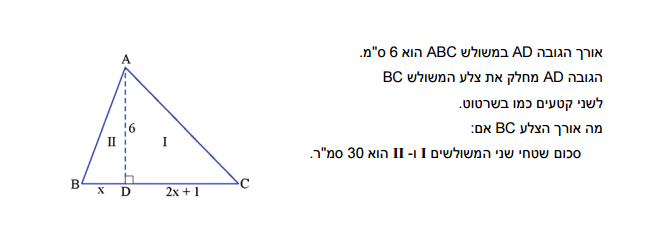 אורך הגובה AD במשולש ABC הוא 6 ס"מ.
הגובה AD מחלק את צלע המשולש BC
לשני קטעים כמו בשרטוט.
מה אורך הצלע BC אם:
סכום שטחי שני המשולשים I ו- II הוא 30 סמ"ר.
A
6
II
I
B
x
D
2x + 1
C